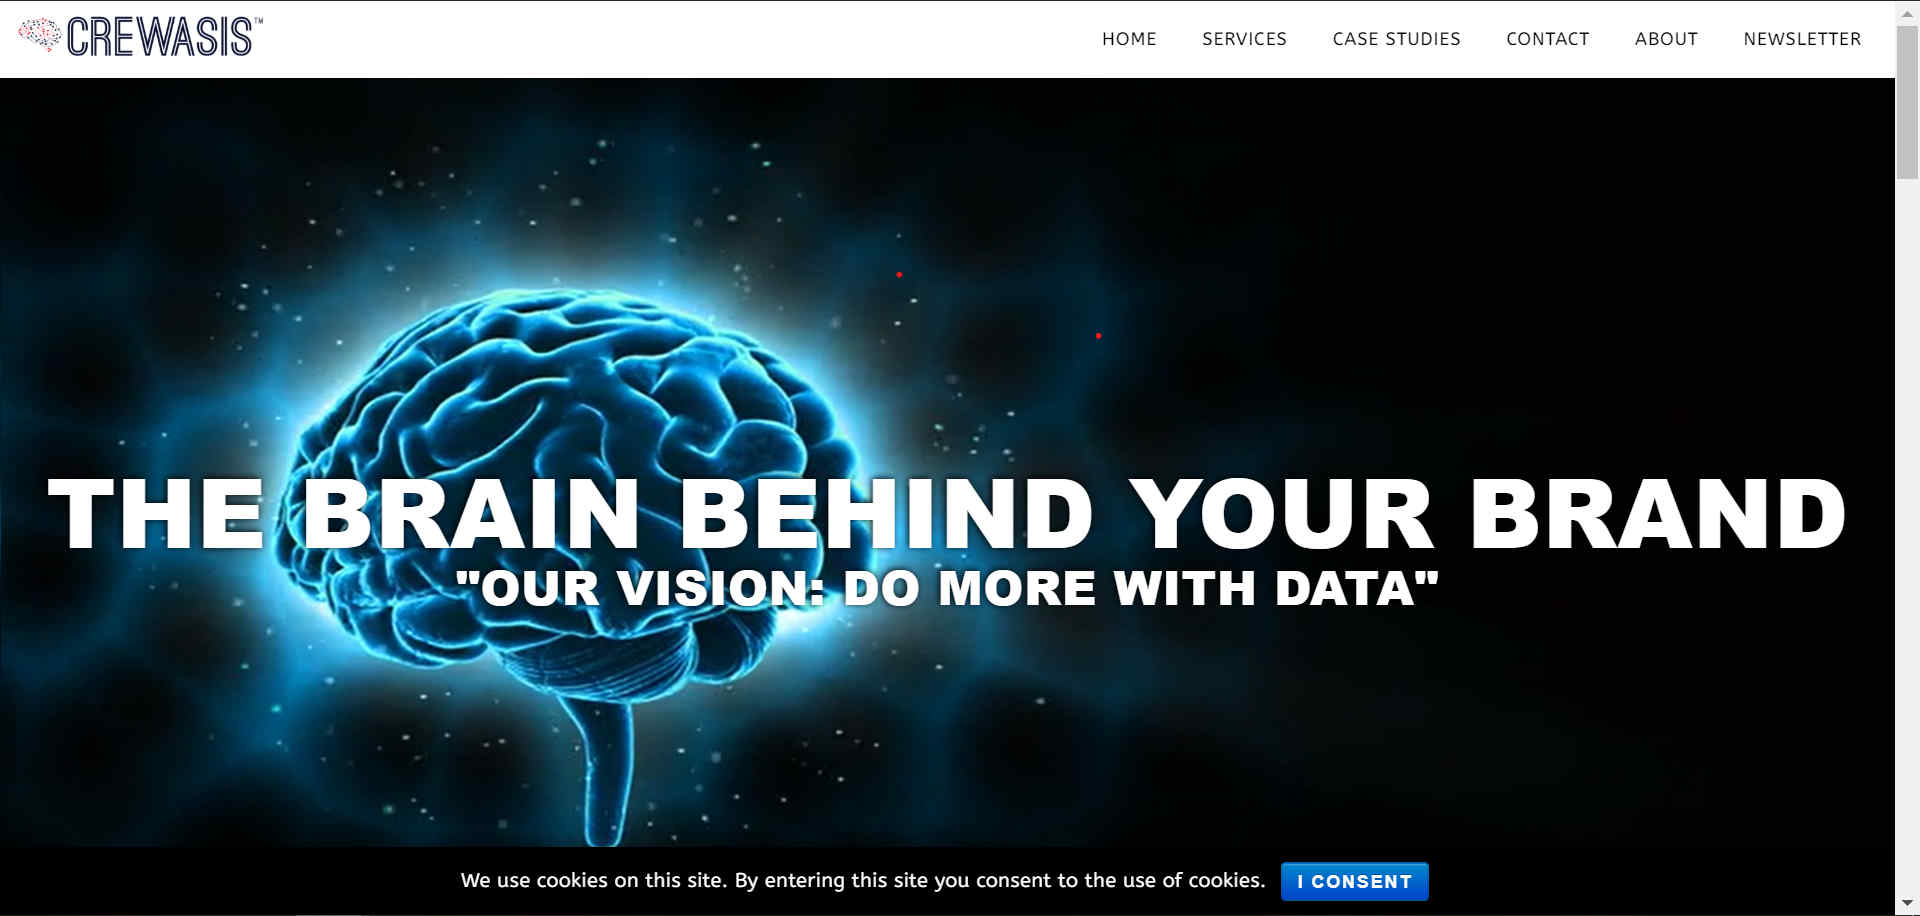 CREWASIS™
HOME SERVICES CASE STUDIES CONTACT ABOUT NEWSLETTER
THE BRAIN BEHIND YOUR BRAND
"OUR VISION: DO MORE WITH DATA"
We use cookies on this site. By entering this site you consent to the use of cookies. I CONSENT